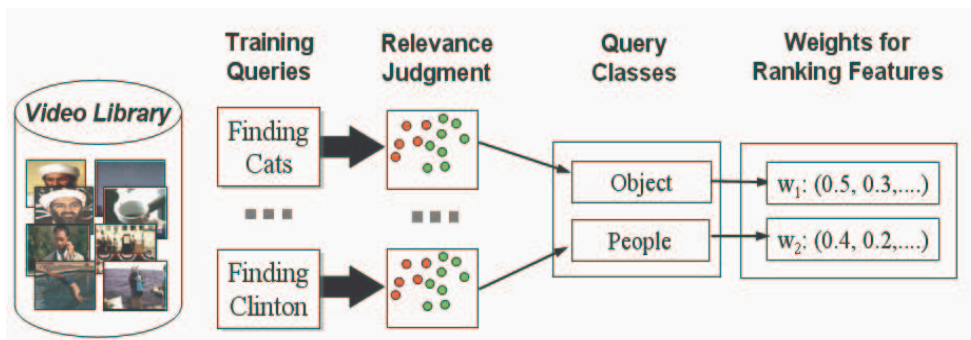 Training
Queries
Relevance
Judgment
Query
Classes
Weights for
Ranking Features
Video Library
Finding
Cats
Object
w₁: (0.5, 0.3,....)
People
w₂: (0.4, 0.2,....)
Finding
Clinton